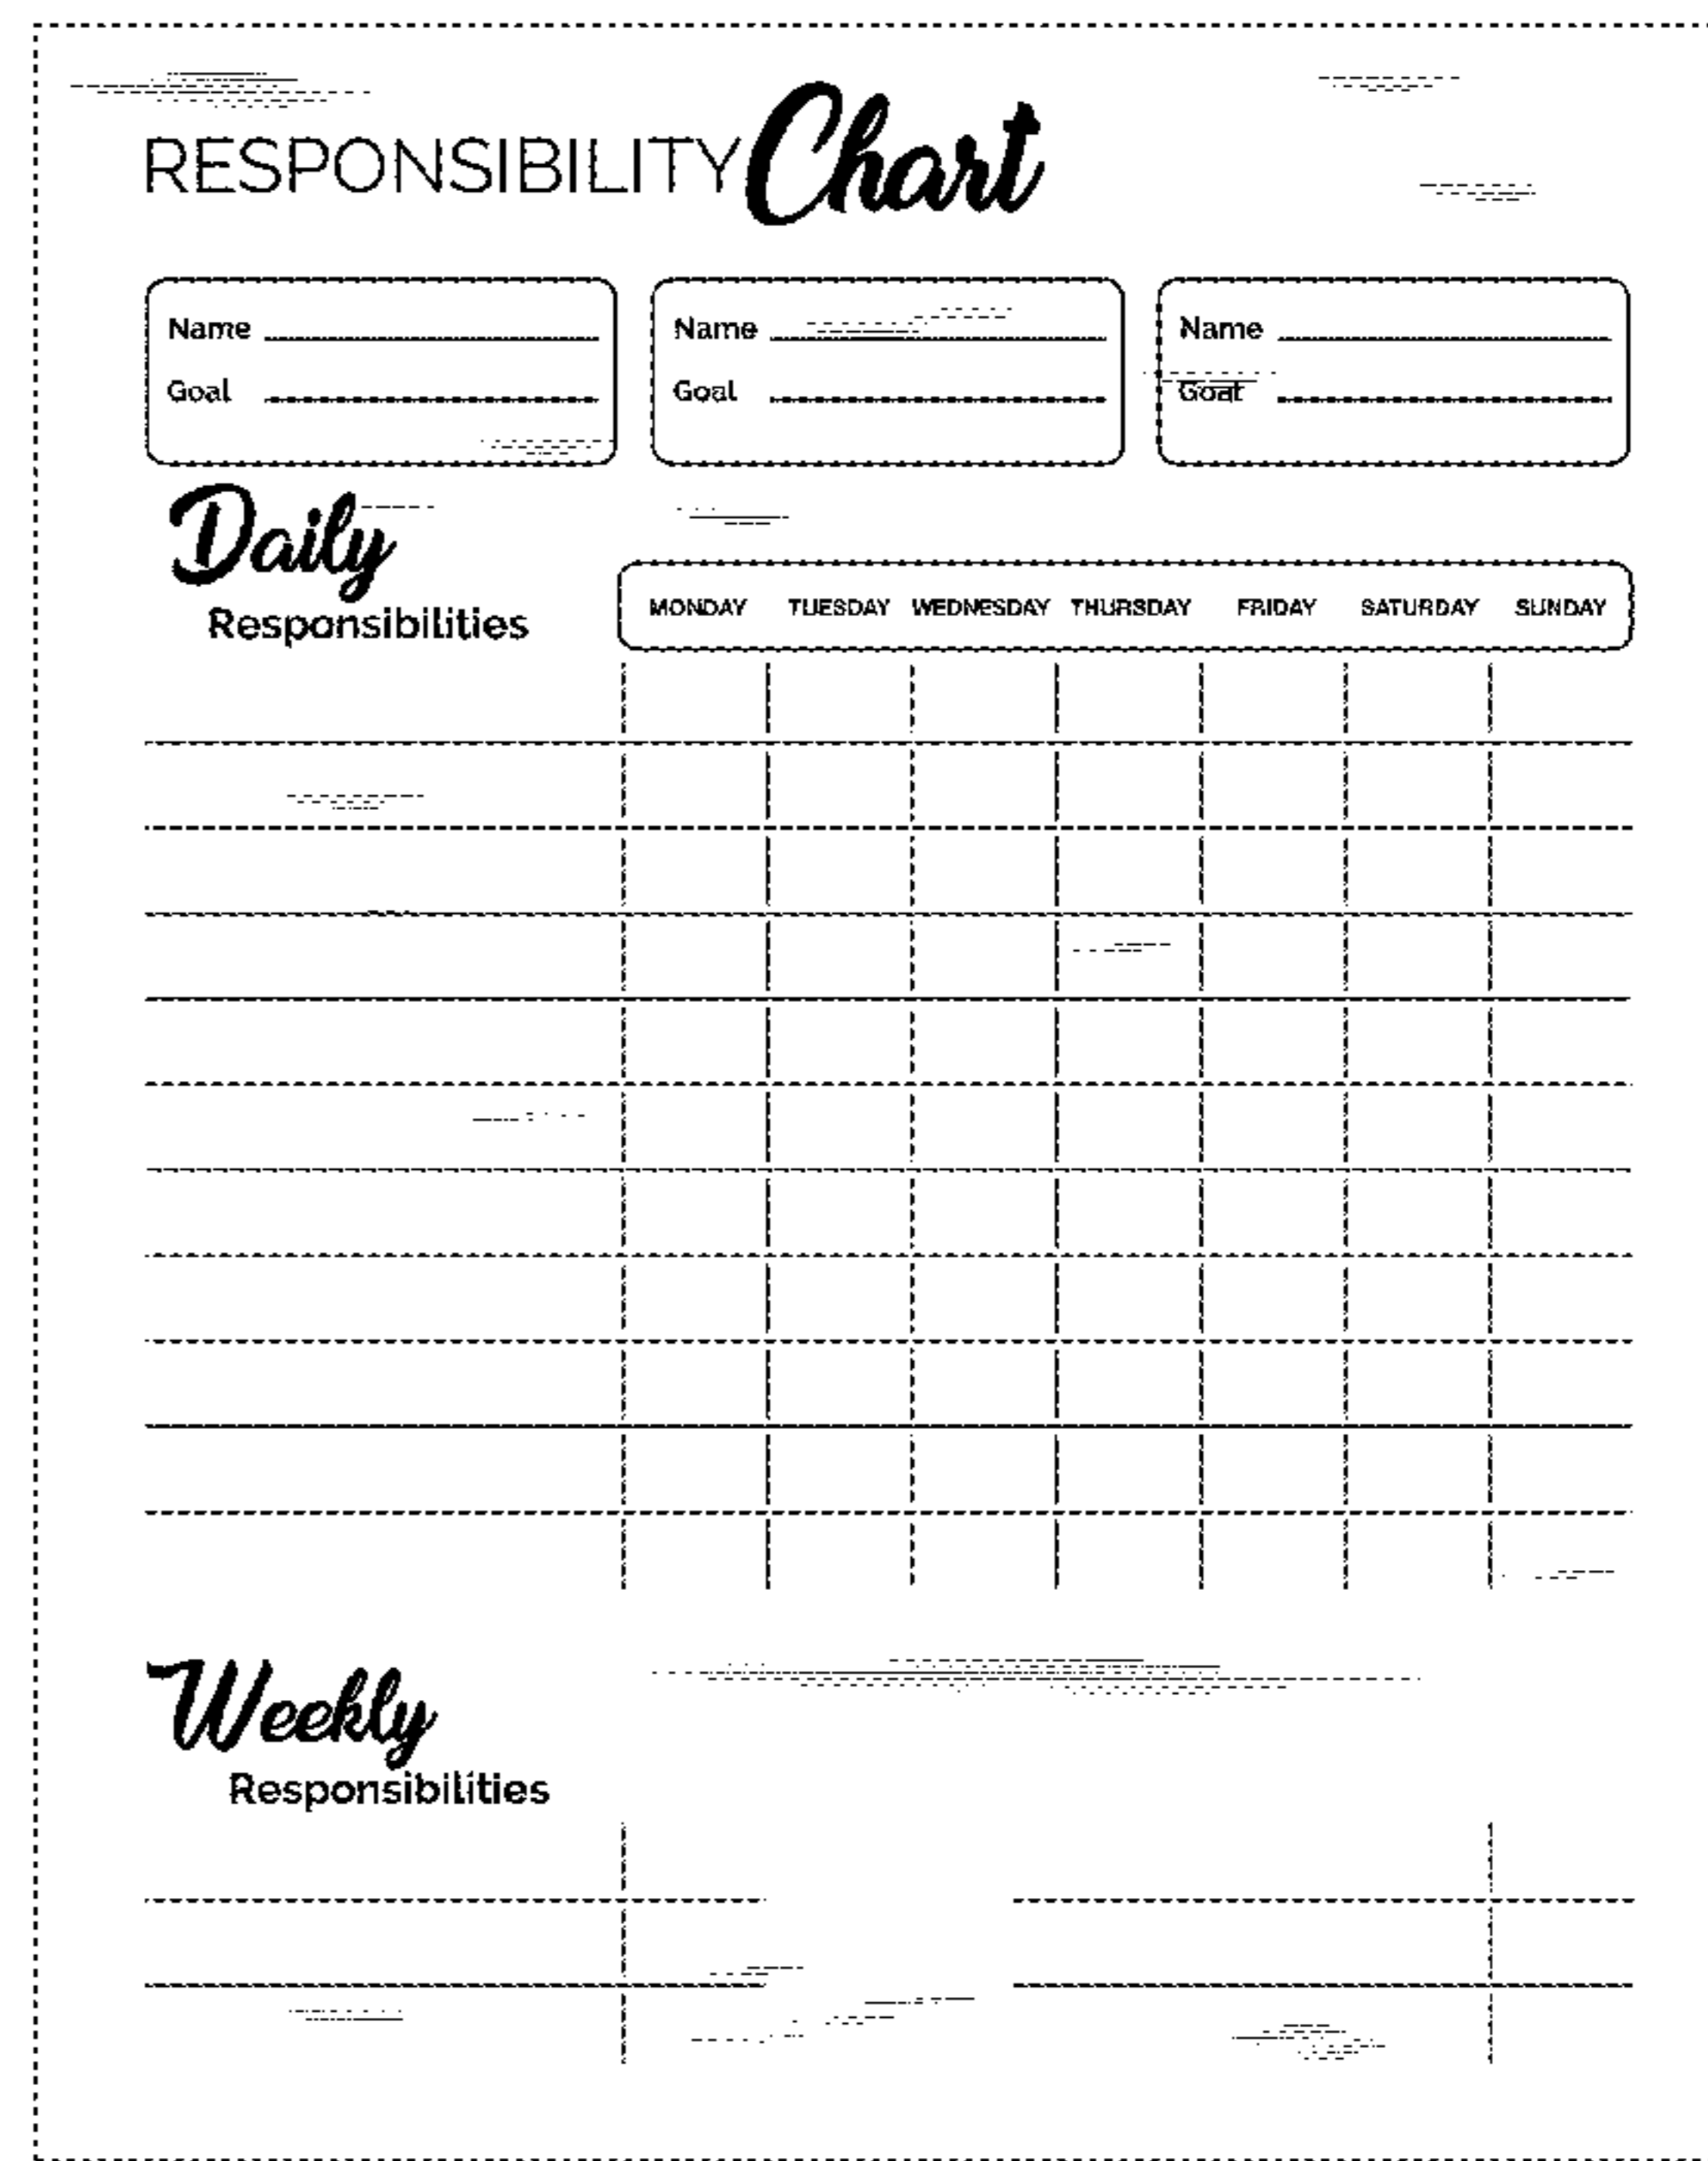 RESPONSIBILITY Chart
Name Name Name
Goal Goal Goal
Daily
Responsibilities
MONDAY TUESDAY WEDNESDAY THURSDAY FRIDAY SATURDAY SUNDAY
Weekly
Responsibilities